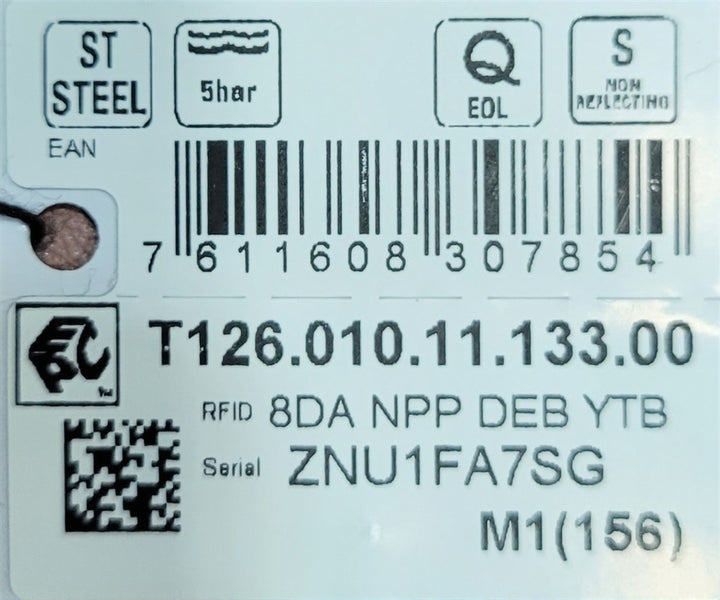 ST
STEEL
5bar
Q
EOL
S
NON
REFLECTING
EAN
7 611608 307854
EPC
T126.010.11.133.00
RFID 8DA NPP DEB YTB
Serial ZNU1FA7SG
M1(156)